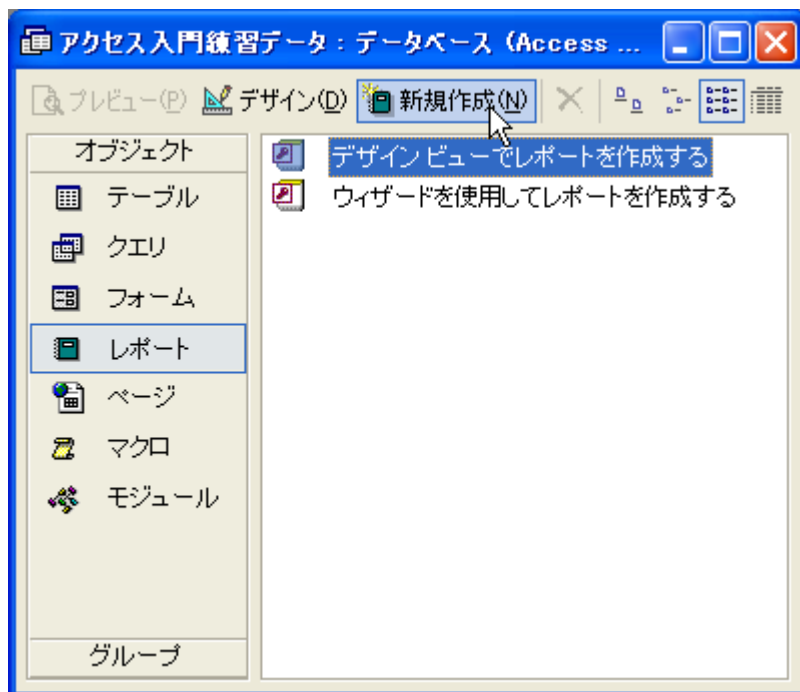 アクセス入門練習データ : データベース (Access ...
プレビュー(P) デザイン(D) 新規作成(N)
オブジェクト
テーブル
クエリ
フォーム
レポート
ページ
マクロ
モジュール
グループ
デザイン ビューでレポートを作成する
ウィザードを使用してレポートを作成する